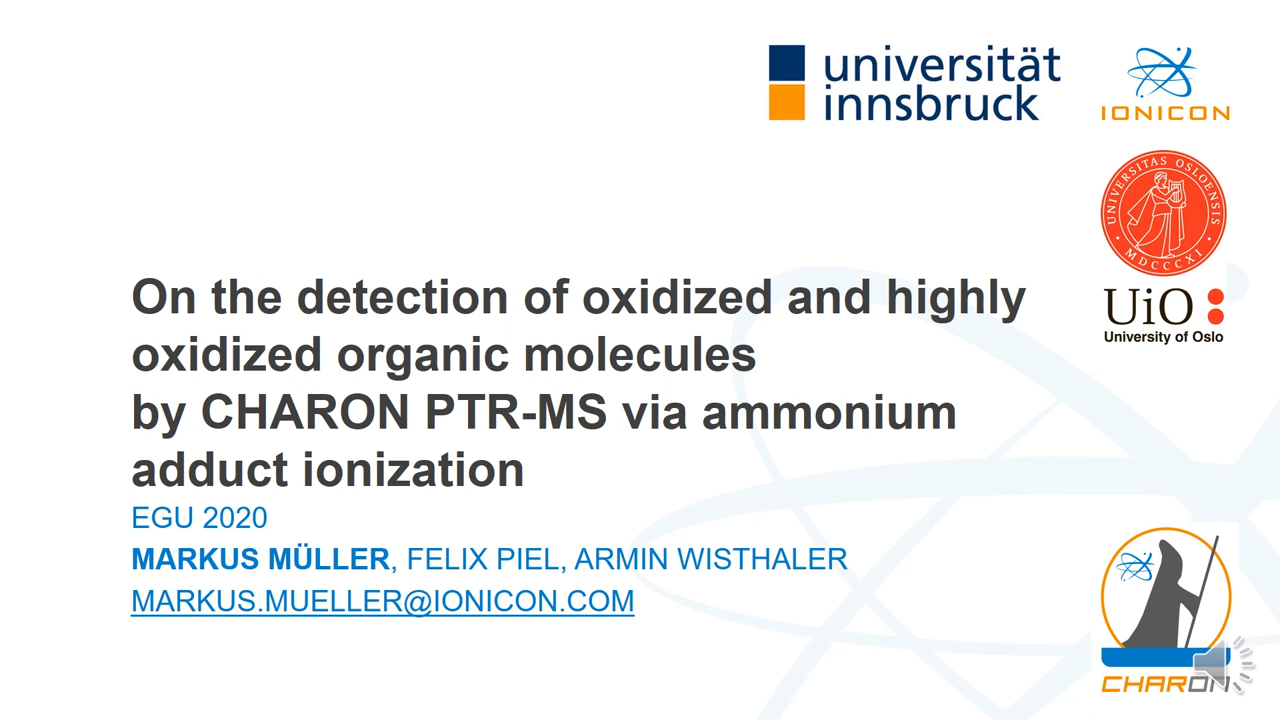 universität
innsbruck
IONICON
UNIVERSITAS OSLOENSIS
MDCCCXI
UiO
University of Oslo
On the detection of oxidized and highly
oxidized organic molecules
by CHARON PTR-MS via ammonium
adduct ionization
EGU 2020
MARKUS MÜLLER, FELIX PIEL, ARMIN WISTHALER
MARKUS.MUELLER@IONICON.COM
CHARON